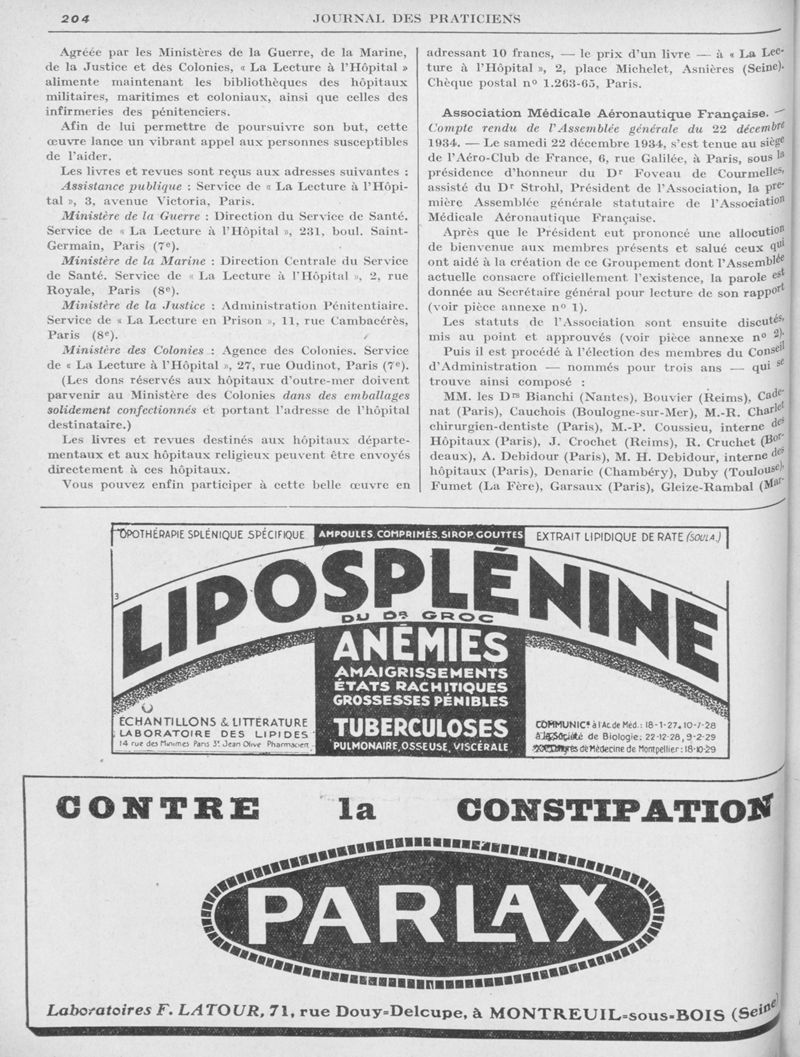 204
JOURNAL DES PRATICIENS
Agréée par les Ministères de la Guerre, de la Marine,
de la Justice et des Colonies, « La Lecture à l'Hôpital »
alimente maintenant les bibliothèques des hôpitaux
militaires, maritimes et coloniaux, ainsi que celles des
infirmeries des pénitenciers.
Afin de lui permettre de poursuivre son but, cette
œuvre lance un vibrant appel aux personnes susceptibles
de l'aider.
Les livres et revues sont reçus aux adresses suivantes :
Assistance publique : Service de « La Lecture à l'Hôpi-
tal », 3, avenue Victoria, Paris.
Ministère de la Guerre : Direction du Service de Santé.
Service de « La Lecture à l'Hôpital », 231, boul. Saint-
Germain, Paris (7e).
Ministère de la Marine : Direction Centrale du Service
de Santé. Service de « La Lecture à l'Hôpital », 2, rue
Royale, Paris (8e).
Ministère de la Justice : Administration Pénitentiaire.
Service de « La Lecture en Prison », 11, rue Cambacérès,
Paris (8e).
Ministère des Colonies : Agence des Colonies. Service
de « La Lecture à l'Hôpital », 27, rue Oudinot, Paris (7e).
(Les dons réservés aux hôpitaux d'outre-mer doivent
parvenir au Ministère des Colonies dans des emballages
solidement confectionnés et portant l'adresse de l'hôpital
destinataire.)
Les livres et revues destinés aux hôpitaux départe-
mentaux et aux hôpitaux religieux peuvent être envoyés
directement à ces hôpitaux.
Vous pouvez enfin participer à cette belle œuvre en
adressant 10 francs, — le prix d'un livre — à « La Lec-
ture à l'Hôpital », 2, place Michelet, Asnières (Seine).
Chèque postal no 1.263-65, Paris.
Association Médicale Aéronautique Française. —
Compte rendu de l'Assemblée générale du 22 décembre
1934. — Le samedi 22 décembre 1934, s'est tenue au siège
de l'Aéro-Club de France, 6, rue Galilée, à Paris, sous la
présidence d'honneur du Dr Foveau de Courmelles,
assisté du Dr Strohl, Président de l'Association, la pre-
mière Assemblée générale statutaire de l'Association
Médicale Aéronautique Française.
Après que le Président eut prononcé une allocution
de bienvenue aux membres présents et salué ceux qui
ont aidé à la création de ce Groupement dont l'Assemblée
actuelle consacre officiellement l'existence, la parole est
donnée au Secrétaire général pour lecture de son rapport
(voir pièce annexe no 1).
Les statuts de l'Association sont ensuite discutés,
mis au point et approuvés (voir pièce annexe no 2).
Puis il est procédé à l'élection des membres du Conseil
d'Administration — nommés pour trois ans — qui se
trouve ainsi composé :
MM. les Drs Bianchi (Nantes), Bouvier (Reims), Cade-
nat (Paris), Cauchois (Boulogne-sur-Mer), M.-R. Charlet
chirurgien-dentiste (Paris), M.-P. Coussieu, interne des
Hôpitaux (Paris), J. Crochet (Reims), R. Cruchet (Bor-
deaux), A. Debidour (Paris), M. H. Debidour, interne des
hôpitaux (Paris), Denarie (Chambéry), Duby (Toulouse),
Fumet (La Fère), Garsaux (Paris), Gleize-Rambal (Mar-
OPOTHÉRAPIE SPLÉNIQUE SPÉCIFIQUE
AMPOULES, COMPRIMÉS, SIROP, GOUTTES
EXTRAIT LIPIDIQUE DE RATE (SOULA.)
3
LIPOSPLÉNINE
DU DR GROC
ANÉMIES
AMAIGRISSEMENTS
ÉTATS RACHITIQUES
GROSSESSES PÉNIBLES
TUBERCULOSES
PULMONAIRE, OSSEUSE, VISCÉRALE
ÉCHANTILLONS & LITTÉRATURE
LABORATOIRE DES LIPIDES
14 rue des Minimes Paris 3e Jean Olive Pharmacien
COMMUNICs à l'Ac. de Méd. : 18-1-27. 10-7-28
à la Société de Biologie : 22-12-28, 9-2-29
de Médecine de Montpellier : 18-10-29
CONTRE la CONSTIPATION
PARLAX
Laboratoires F. LATOUR, 71, rue Douy=Delcupe, à MONTREUIL=sous=BOIS (Seine)